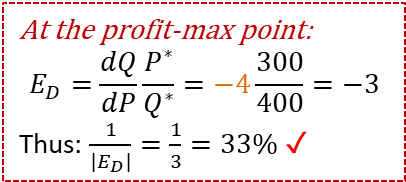 At the profit-max point:
E_D = dQ/dP P*/Q* = −4 300/400 = −3
Thus: 1/|E_D| = 1/3 = 33% ✓